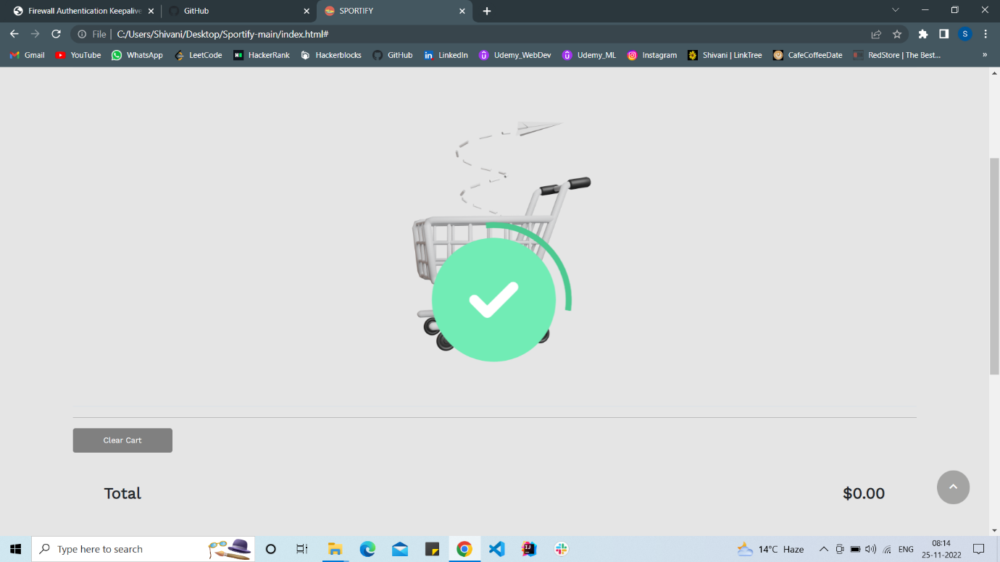 Firewall Authentication Keepalive
GitHub
SPORTIFY
File
C:/Users/Shivani/Desktop/Sportify-main/index.html#
S
Gmail
YouTube
WhatsApp
LeetCode
HackerRank
Hackerblocks
GitHub
LinkedIn
Udemy_WebDev
Udemy_ML
Instagram
Shivani | LinkTree
CafeCoffeeDate
RedStore | The Best...
»
Clear Cart
Total
$0.00
Type here to search
14°C Haze
ENG
08:14
25-11-2022